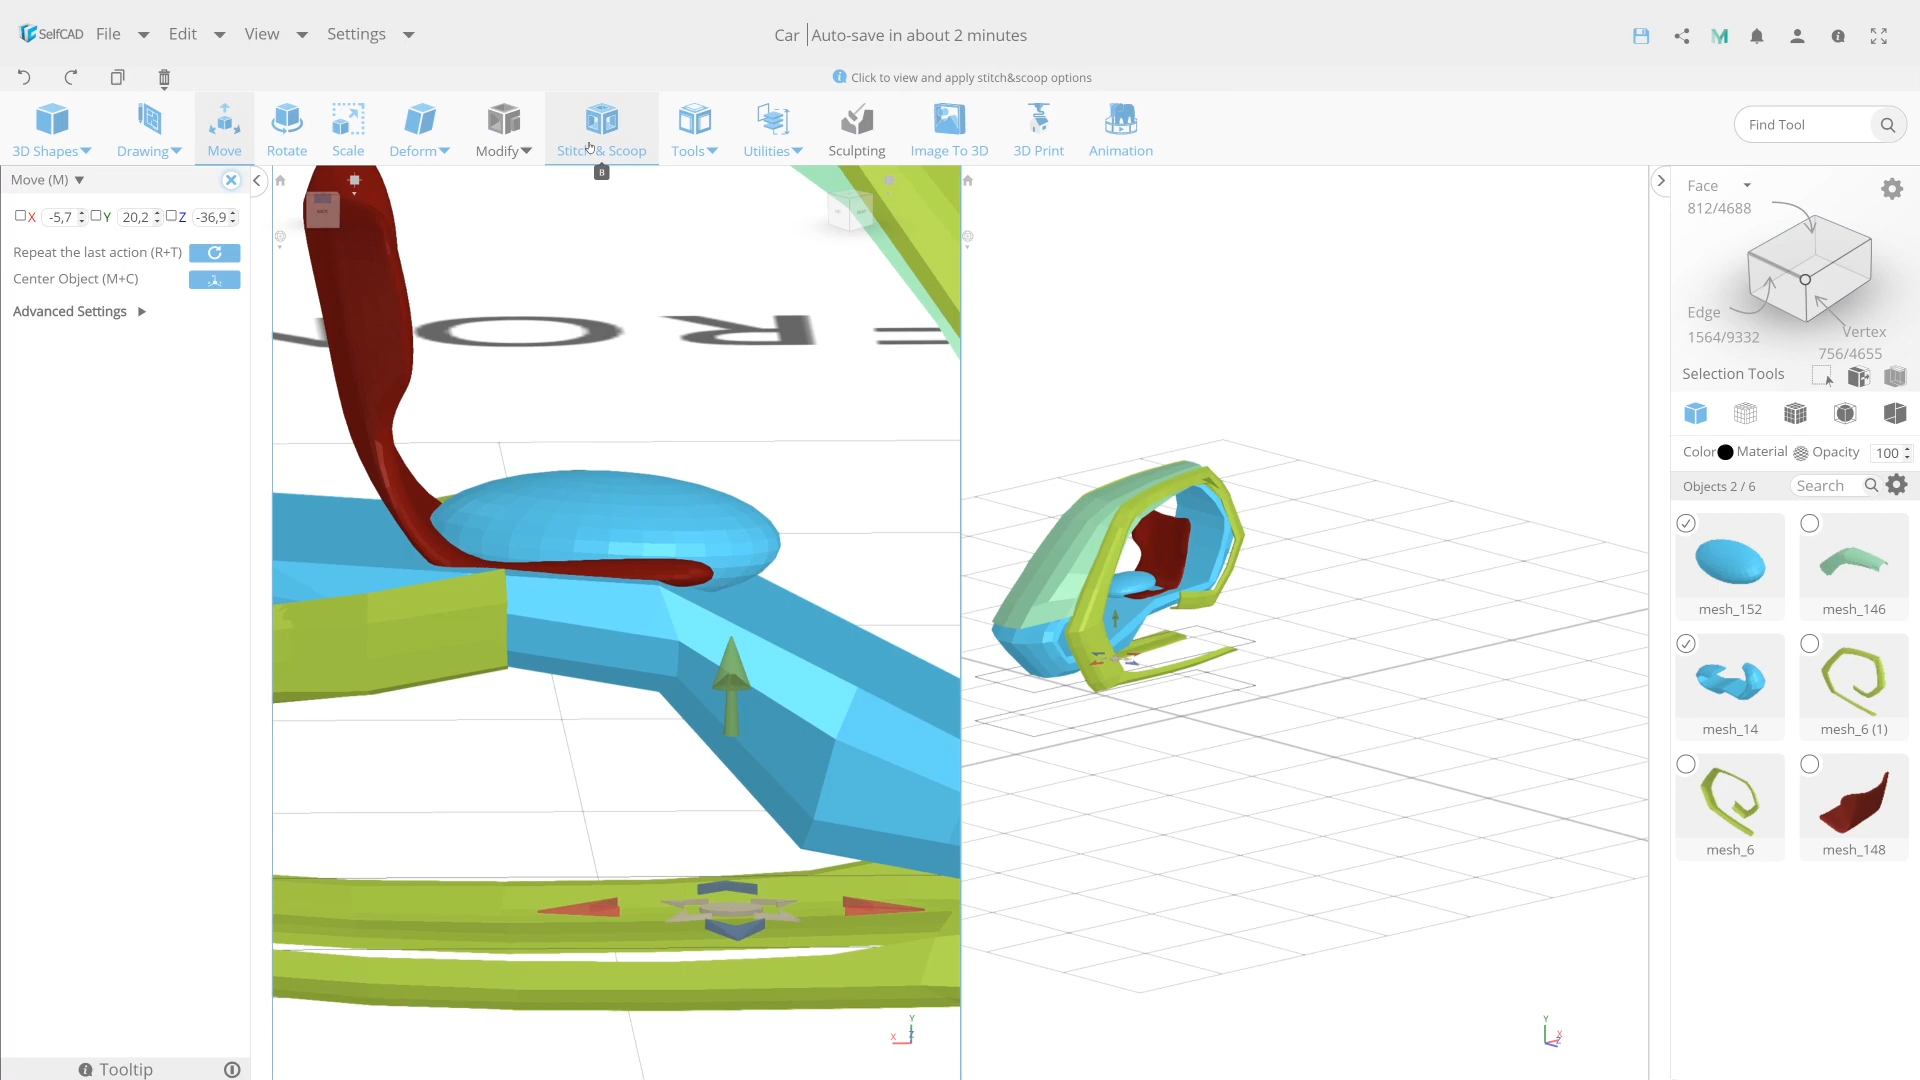 SelfCAD File Edit View Settings
Car Auto-save in about 2 minutes
Click to view and apply stitch&scoop options
3D Shapes Drawing Move Rotate Scale Deform Modify Stitch & Scoop Tools Utilities Sculpting Image To 3D 3D Print Animation
Find Tool
B
Move (M)
X -5,7 Y 20,2 Z -36,9
Repeat the last action (R+T)
Center Object (M+C)
Advanced Settings
Face
812/4688
Edge
1564/9332
Vertex
756/4655
Selection Tools
Color Material Opacity 100
Objects 2 / 6 Search
mesh_152 mesh_146
mesh_14 mesh_6 (1)
mesh_6 mesh_148
Y
X Z
Y
X
Z
Tooltip